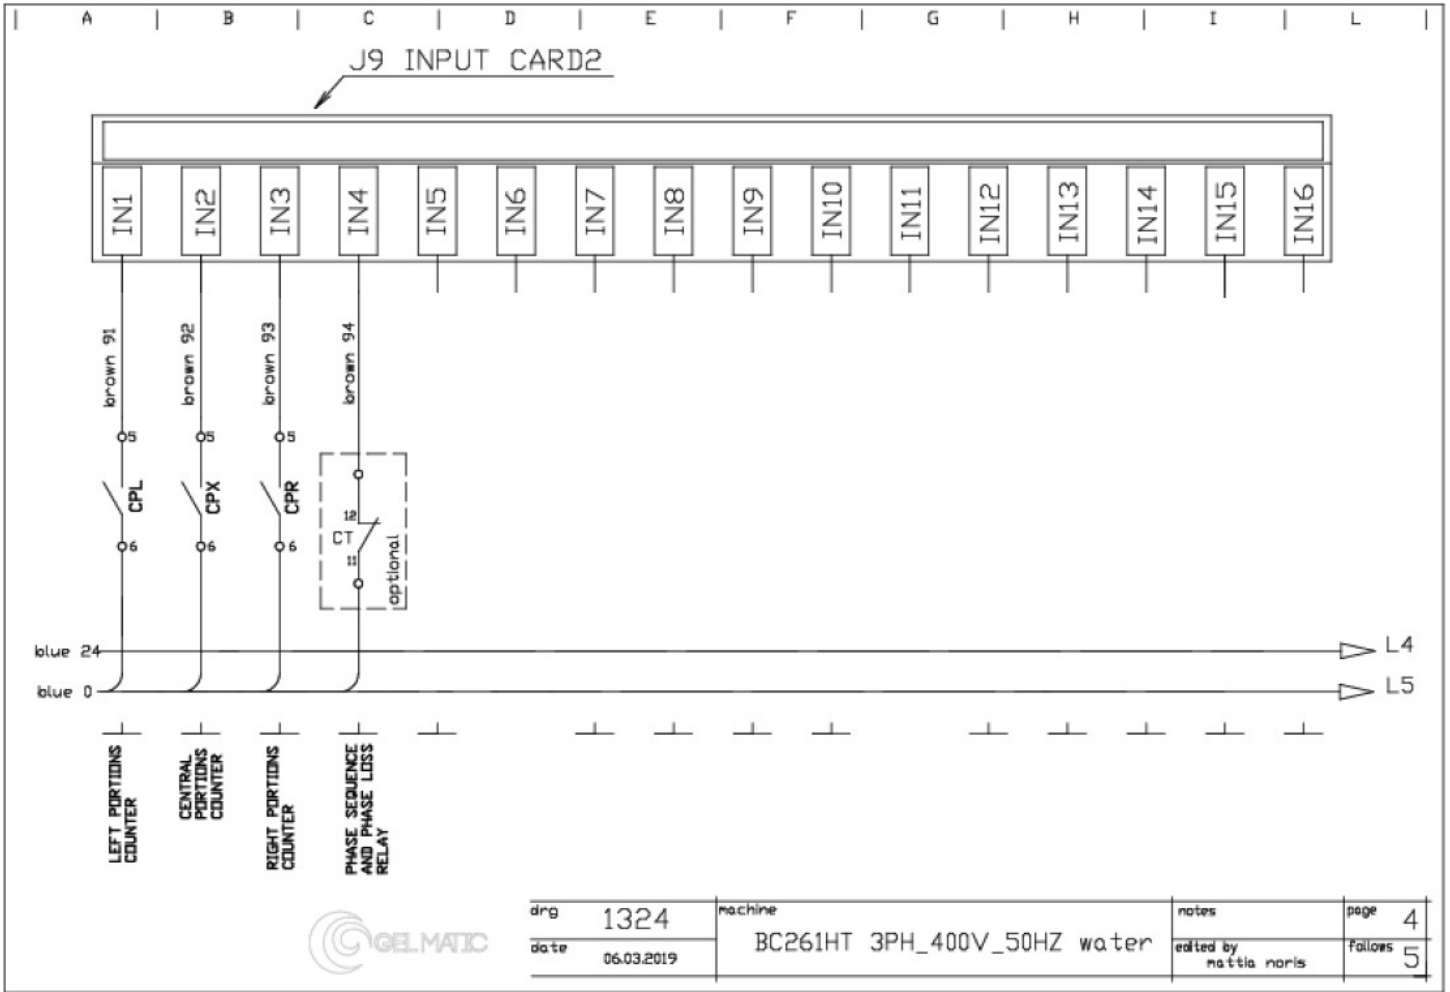 A B C D E F G H I L
J9 INPUT CARD2
IN1 IN2 IN3 IN4 IN5 IN6 IN7 IN8 IN9 IN10 IN11 IN12 IN13 IN14 IN15 IN16
brown 91
brown 92
brown 93
brown 94
5 5 5
CPL
CPX
CPR
12
CT
11
optional
6 6 6
blue 24
L4
blue 0
L5
LEFT PORTIONS
COUNTER
CENTRAL
PORTIONS
COUNTER
RIGHT PORTIONS
COUNTER
PHASE SEQUENCE
AND PHASE LOSS
RELAY
GEL MATIC
drg 1324
date 06.03.2019
machine
BC261HT 3PH_400V_50HZ water
notes
edited by
mattia noris
page 4
follows 5